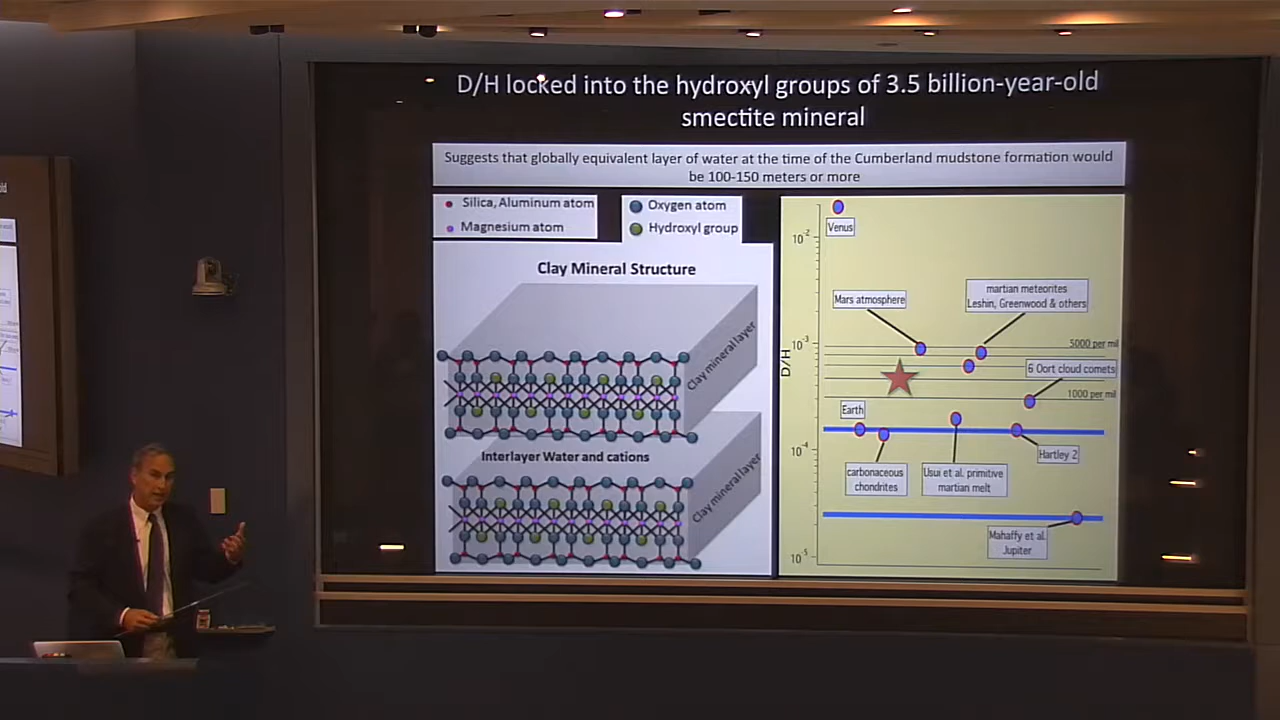 D/H locked into the hydroxyl groups of 3.5 billion-year-old
smectite mineral
Suggests that globally equivalent layer of water at the time of the Cumberland mudstone formation would
be 100-150 meters or more
Silica, Aluminum atom
Magnesium atom
Oxygen atom
Hydroxyl group
Clay Mineral Structure
Clay mineral layer
Interlayer Water and cations
Clay mineral layer
D/H
10-2
10-3
10-4
10-5
Venus
Mars atmosphere
martian meteorites
Leshin, Greenwood & others
5000 per mil
6 Oort cloud comets
1000 per mil
Earth
carbonaceous
chondrites
Usui et al. primitive
martian melt
Hartley 2
Mahaffy et al.
Jupiter